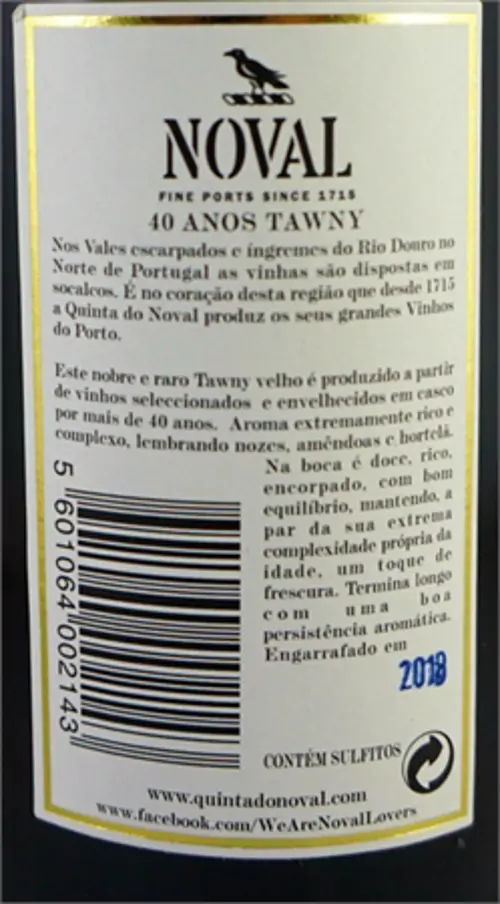 NOVAL
FINE PORTS SINCE 1715
40 ANOS TAWNY
Nos Vales escarpados e íngremes do Rio Douro no
Norte de Portugal as vinhas são dispostas em
socalcos. É no coração desta região que desde 1715
a Quinta do Noval produz os seus grandes Vinhos
do Porto.
Este nobre e raro Tawny velho é produzido a partir
de vinhos seleccionados e envelhecidos em casco
por mais de 40 anos. Aroma extremamente rico e
complexo, lembrando nozes, amêndoas e hortelã.
Na boca é doce, rico,
encorpado, com bom
equilíbrio, mantendo, a
par da sua extrema
complexidade própria da
idade, um toque de
frescura. Termina longo
com uma boa
persistência aromática.
Engarrafado em
2018
5 601064 002143
CONTÉM SULFITOS
www.quintadonoval.com
www.facebook.com/WeAreNovalLovers